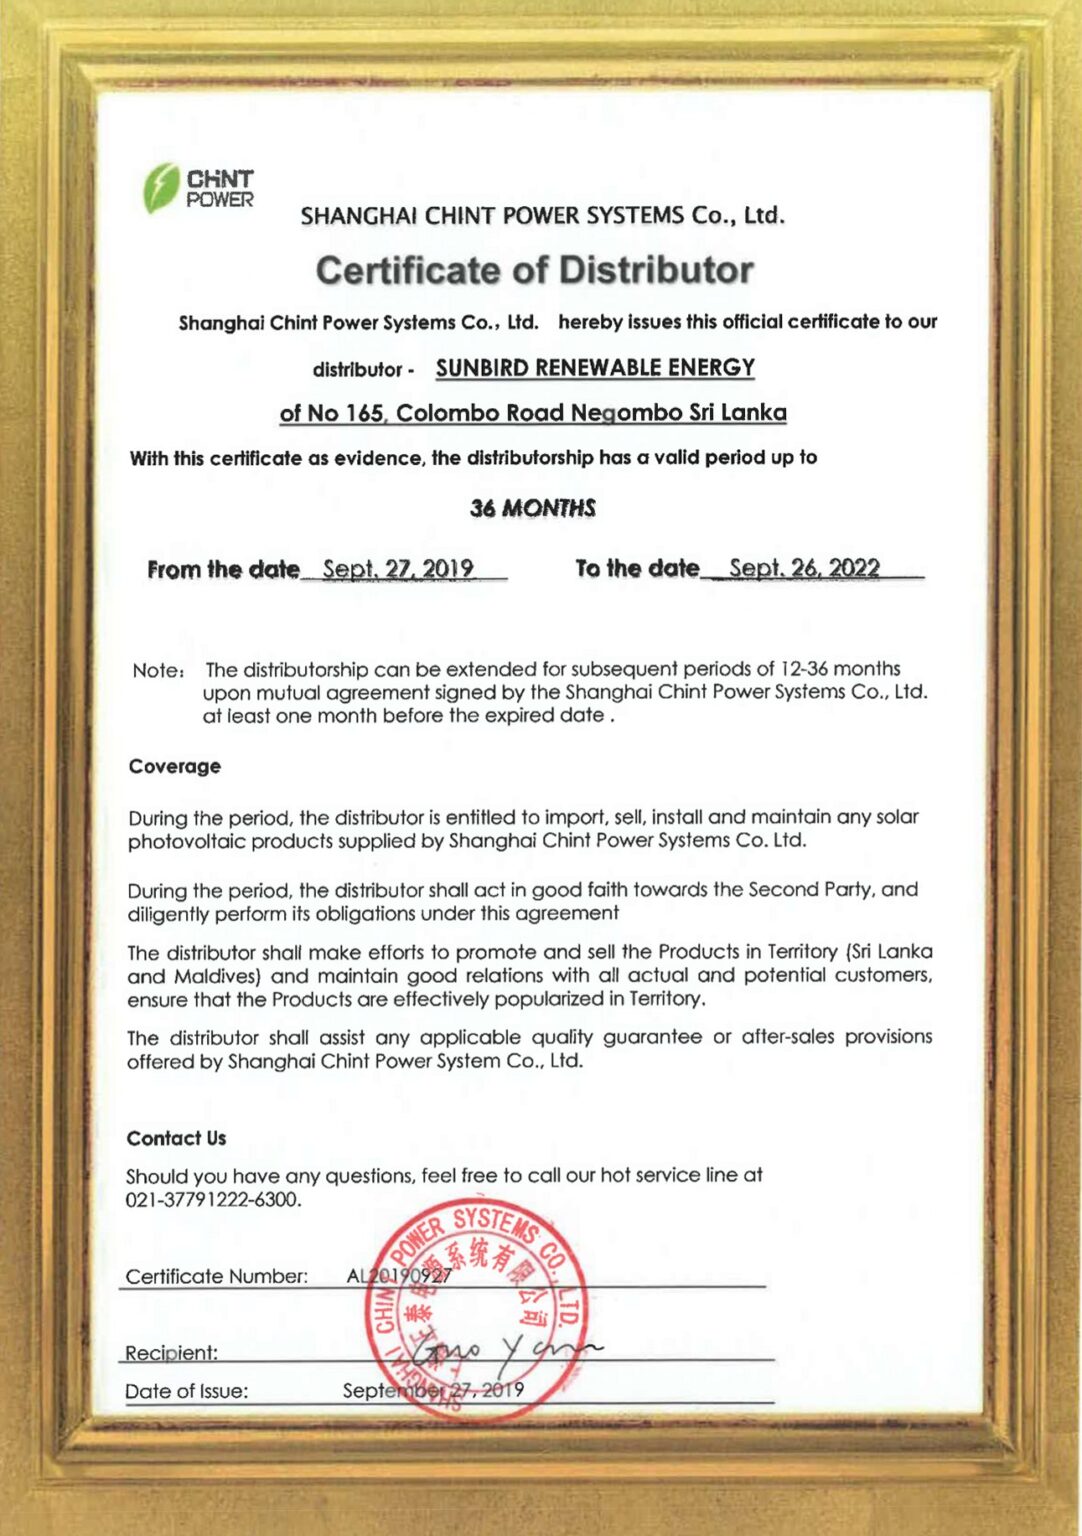 CHINT
POWER
SHANGHAI CHINT POWER SYSTEMS Co., Ltd.
Certificate of Distributor
Shanghai Chint Power Systems Co., Ltd. hereby issues this official certificate to our
distributor - SUNBIRD RENEWABLE ENERGY
of No 165, Colombo Road Negombo Sri Lanka
With this certificate as evidence, the distributorship has a valid period up to
36 MONTHS
From the date Sept. 27, 2019 To the date Sept. 26, 2022
Note: The distributorship can be extended for subsequent periods of 12-36 months
upon mutual agreement signed by the Shanghai Chint Power Systems Co., Ltd.
at least one month before the expired date .
Coverage
During the period, the distributor is entitled to import, sell, install and maintain any solar
photovoltaic products supplied by Shanghai Chint Power Systems Co. Ltd.
During the period, the distributor shall act in good faith towards the Second Party, and
diligently perform its obligations under this agreement
The distributor shall make efforts to promote and sell the Products in Territory (Sri Lanka
and Maldives) and maintain good relations with all actual and potential customers,
ensure that the Products are effectively popularized in Territory.
The distributor shall assist any applicable quality guarantee or after-sales provisions
offered by Shanghai Chint Power System Co., Ltd.
Contact Us
Should you have any questions, feel free to call our hot service line at
021-37791222-6300.
SHANGHAI CHINT POWER SYSTEMS CO., LTD.
泰电源系统有限公司
Certificate Number: AL20190927
Recipient:
Date of Issue: September 27, 2019